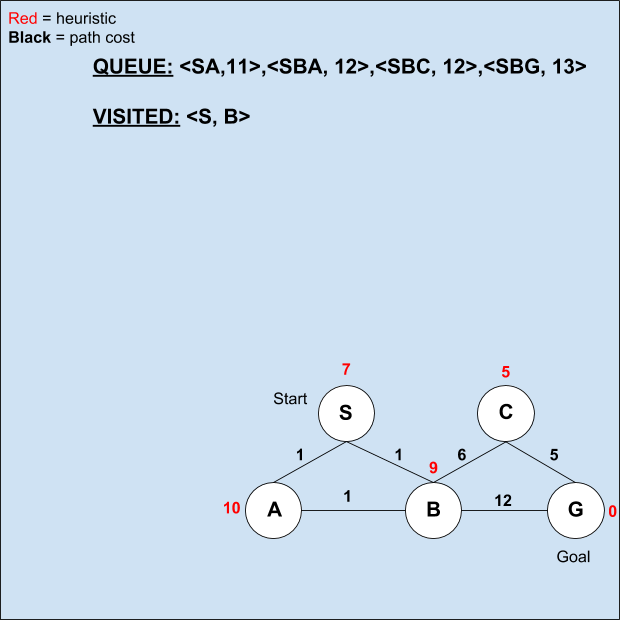 Red = heuristic
Black = path cost
QUEUE: <SA,11>,<SBA, 12>,<SBC, 12>,<SBG, 13>
VISITED: <S, B>
7
5
Start
S
C
1
1
6
5
9
10
A
1
B
12
G
0
Goal